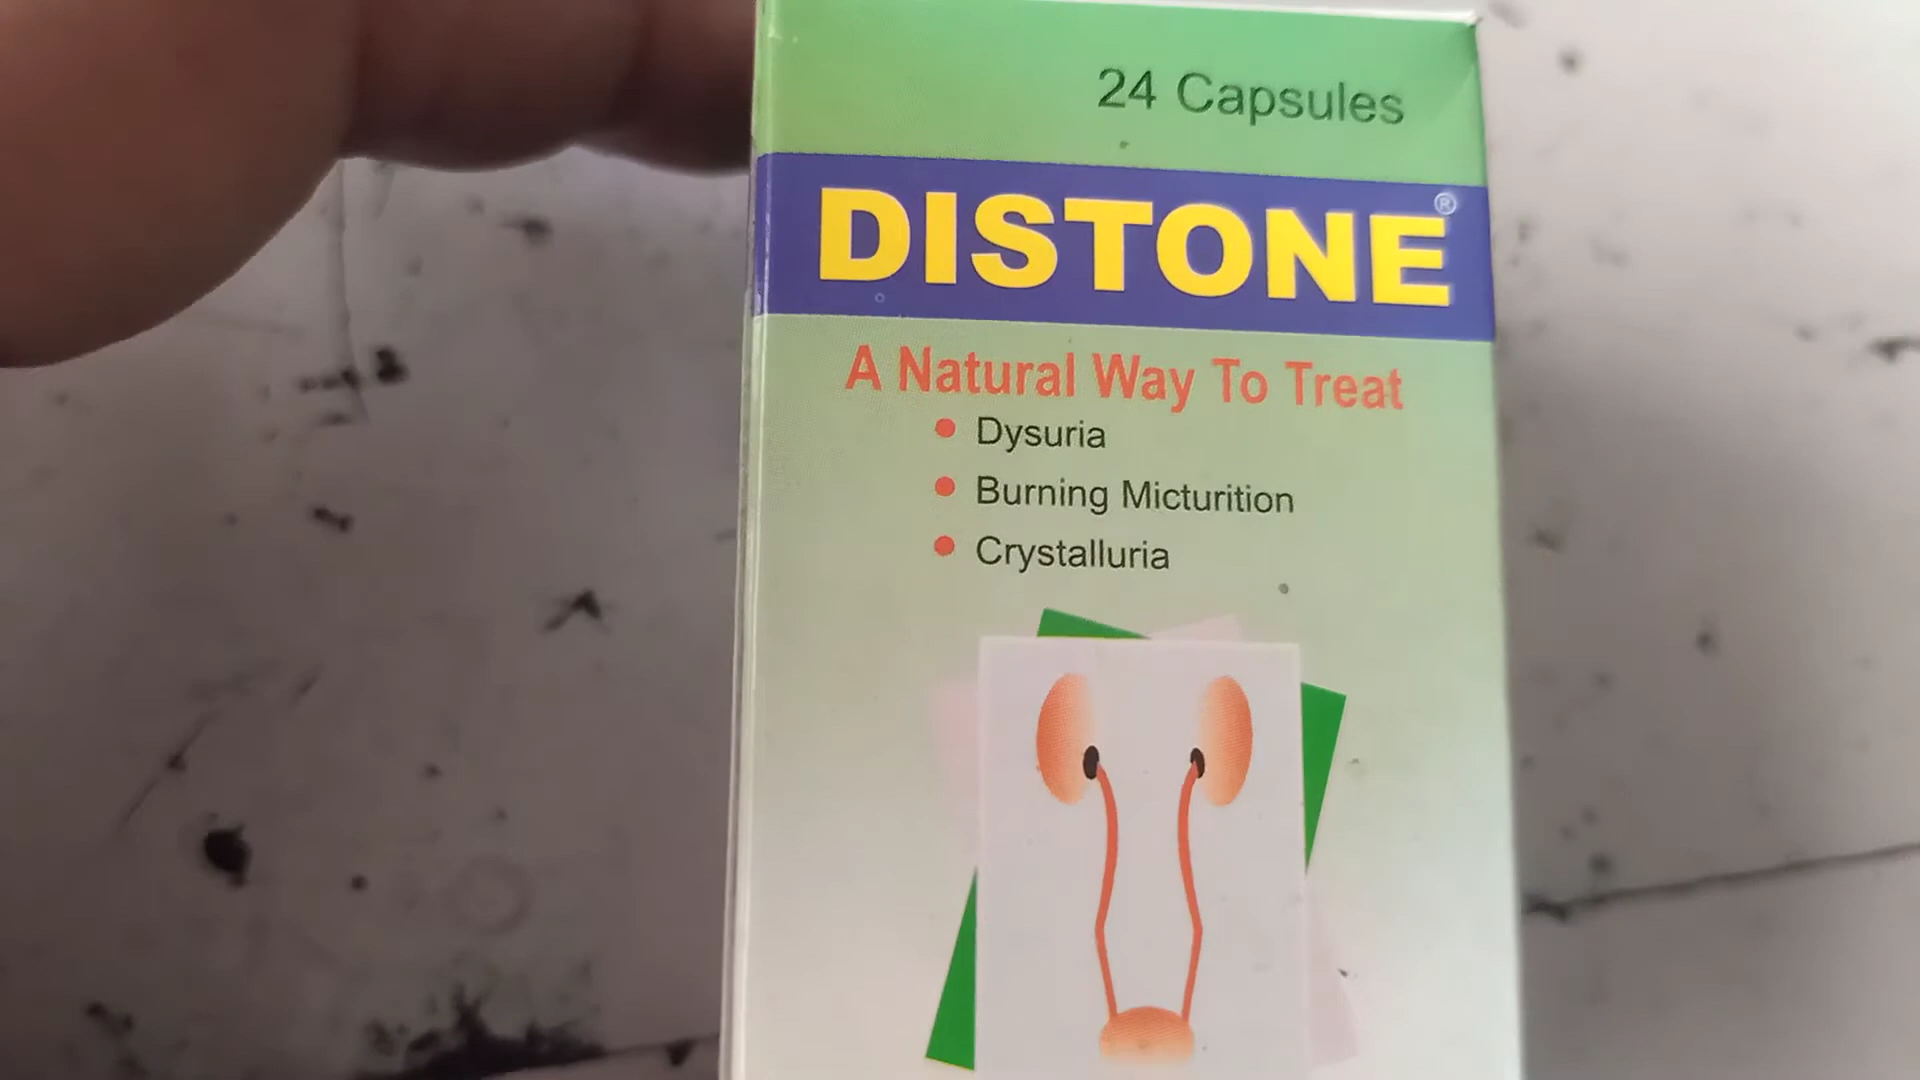 24 Capsules
DISTONE®
A Natural Way To Treat
• Dysuria
• Burning Micturition
• Crystalluria